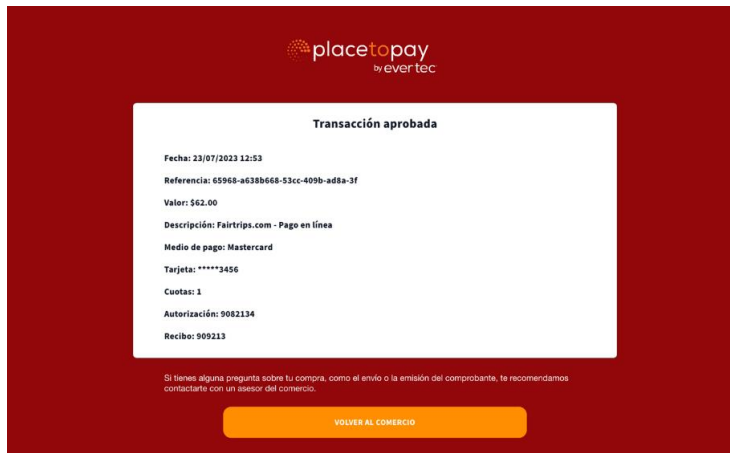 placetopay
by evertec
Transacción aprobada
Fecha: 23/07/2023 12:53
Referencia: 65968-a638b668-53cc-409b-ad8a-3f
Valor: $62.00
Descripción: Fairtrips.com - Pago en línea
Medio de pago: Mastercard
Tarjeta: *****3456
Cuotas: 1
Autorización: 9082134
Recibo: 909213
Si tienes alguna pregunta sobre tu compra, como el envío o la emisión del comprobante, te recomendamos
contactarte con un asesor del comercio.
VOLVER AL COMERCIO